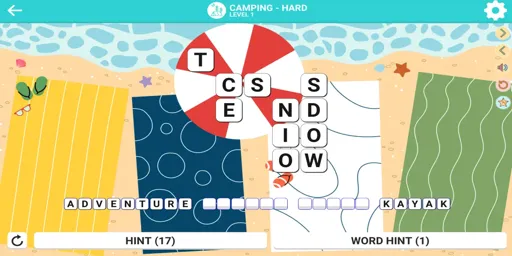 CAMPING - HARD
LEVEL 1
T
C S S
E N D
I O
O W
ADVENTURE KAYAK
HINT (17) WORD HINT (1)